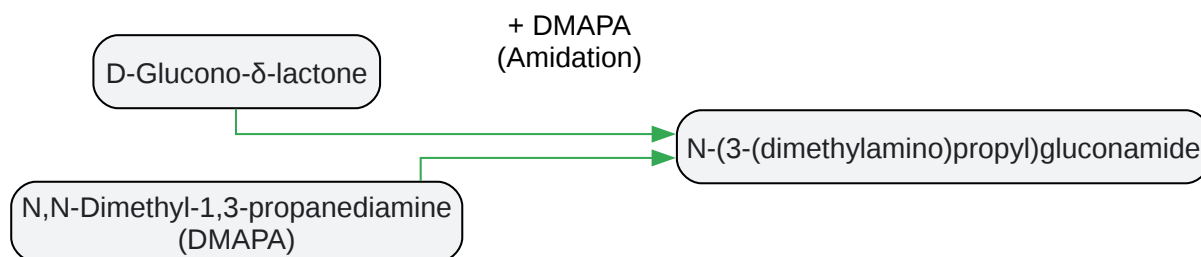 + DMAPA
(Amidation)
D-Glucono-δ-lactone
N-(3-(dimethylamino)propyl)gluconamide
N,N-Dimethyl-1,3-propanediamine
(DMAPA)